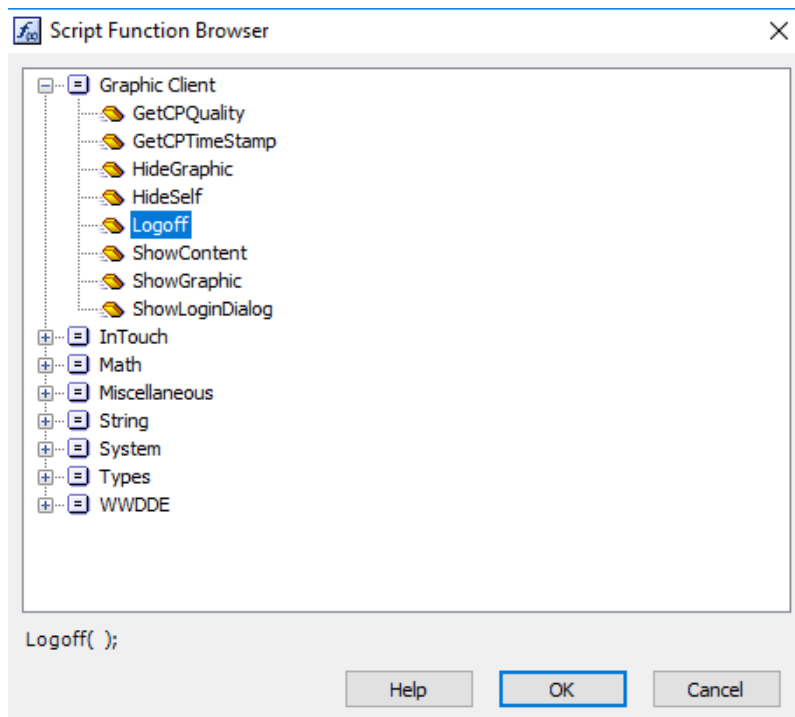 Script Function Browser
Graphic Client
GetCPQuality
GetCPTimeStamp
HideGraphic
HideSelf
Logoff
ShowContent
ShowGraphic
ShowLoginDialog
InTouch
Math
Miscellaneous
String
System
Types
WWDDE
Logoff( );
Help OK Cancel